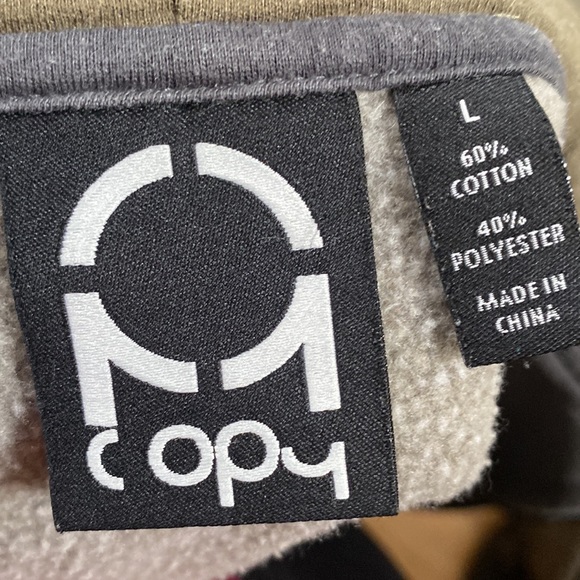 copy
L
60%
COTTON
40%
POLYESTER
MADE IN
CHINA